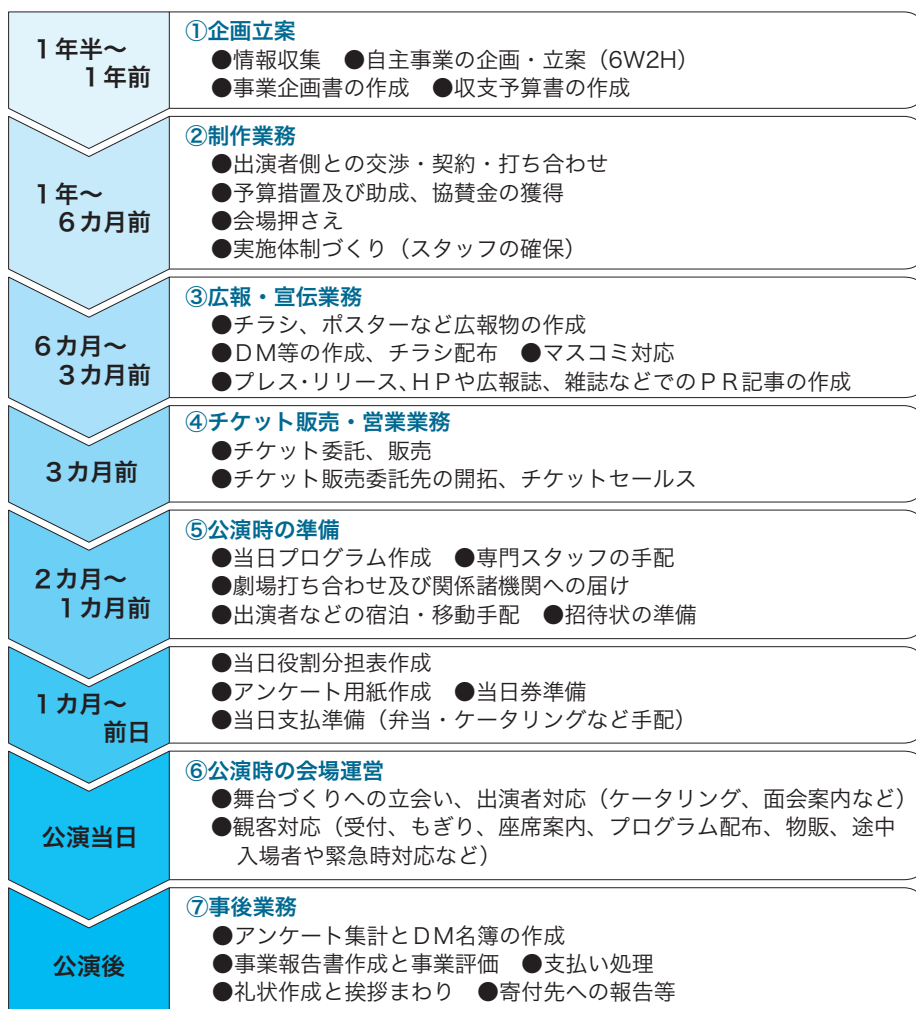 1年半～
1年前
①企画立案
●情報収集　●自主事業の企画・立案（6W2H）
●事業企画書の作成　●収支予算書の作成
1年～
6カ月前
②制作業務
●出演者側との交渉・契約・打ち合わせ
●予算措置及び助成、協賛金の獲得
●会場押さえ
●実施体制づくり（スタッフの確保）
6カ月～
3カ月前
③広報・宣伝業務
●チラシ、ポスターなど広報物の作成
●ＤＭ等の作成、チラシ配布　●マスコミ対応
●プレス・リリース、ＨＰや広報誌、雑誌などでのＰＲ記事の作成
3カ月前
④チケット販売・営業業務
●チケット委託、販売
●チケット販売委託先の開拓、チケットセールス
2カ月～
1カ月前
⑤公演時の準備
●当日プログラム作成　●専門スタッフの手配
●劇場打ち合わせ及び関係諸機関への届け
●出演者などの宿泊・移動手配　●招待状の準備
1カ月～
前日
●当日役割分担表作成
●アンケート用紙作成　●当日券準備
●当日支払準備（弁当・ケータリングなど手配）
公演当日
⑥公演時の会場運営
●舞台づくりへの立会い、出演者対応（ケータリング、面会案内など）
●観客対応（受付、もぎり、座席案内、プログラム配布、物販、途中
入場者や緊急時対応など）
公演後
⑦事後業務
●アンケート集計とＤＭ名簿の作成
●事業報告書作成と事業評価　●支払い処理
●礼状作成と挨拶まわり　●寄付先への報告等